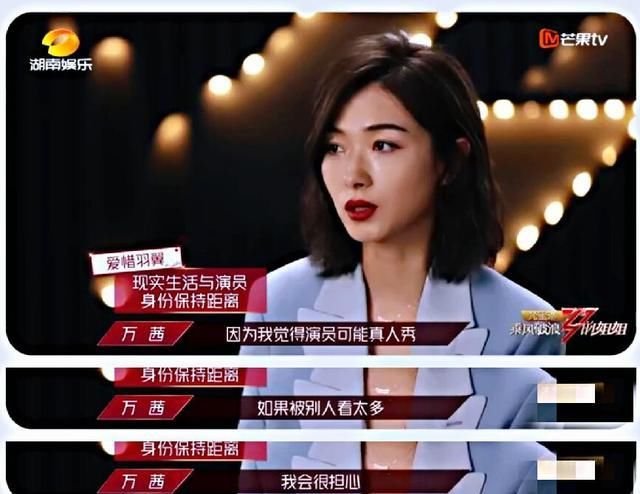 湖南娱乐
芒果tv
爱惜羽翼
现实生活与演员
身份保持距离
万茜
因为我觉得演员可能真人秀
乘风破浪
的姐姐
身份保持距离
万茜
如果被别人看太多
身份保持距离
万茜
我会很担心